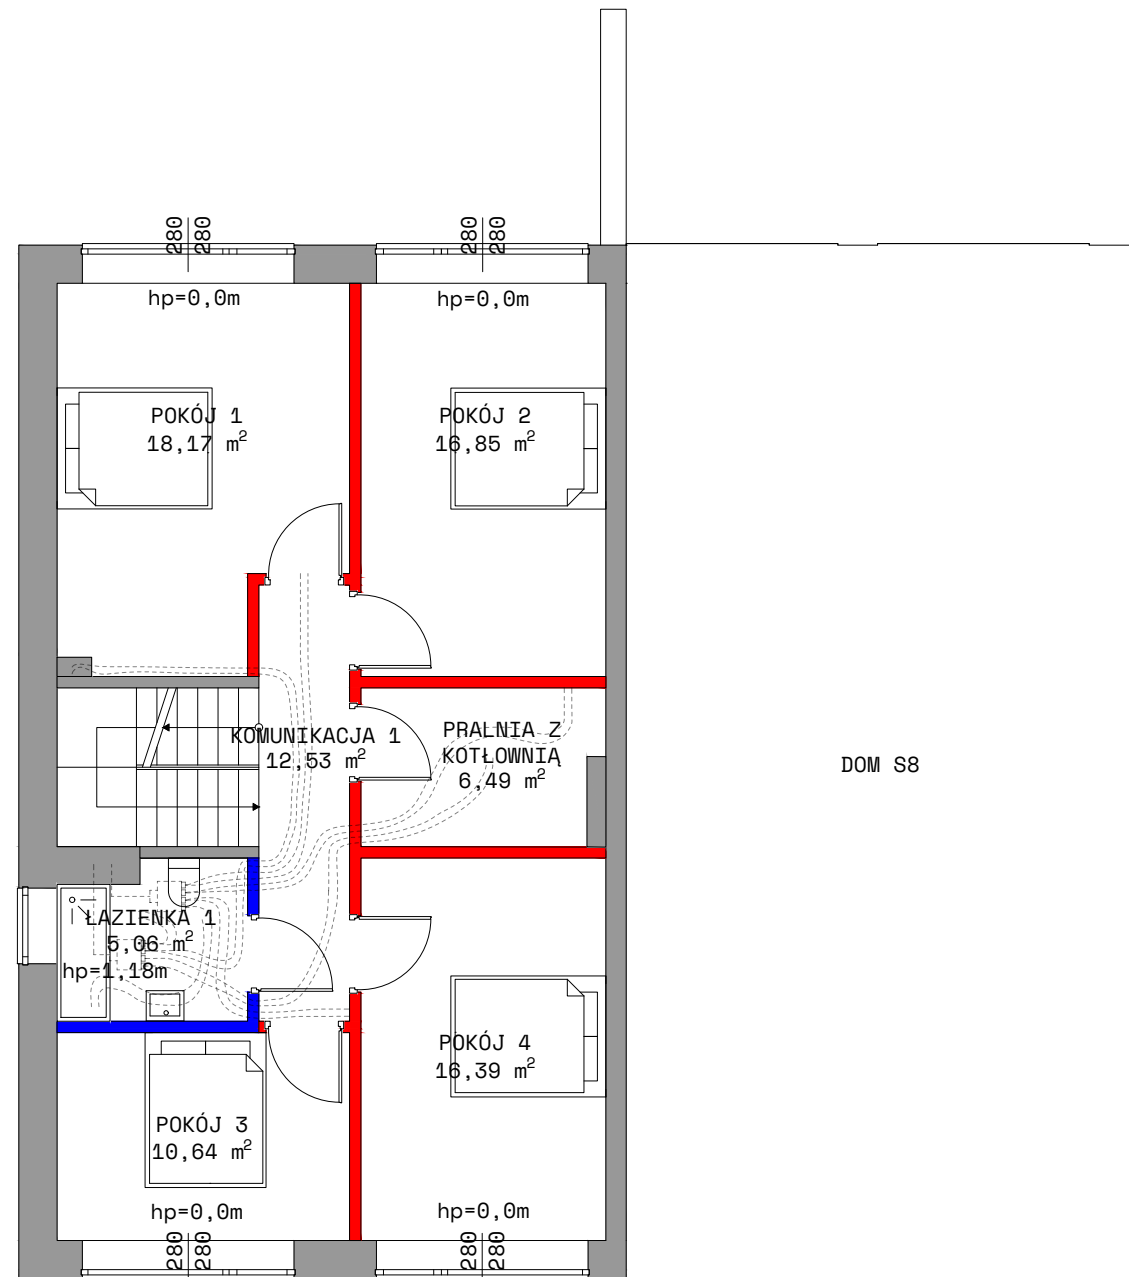 280
280
280
280
hp=0,0m
hp=0,0m
POKÓJ 1
18,17 m²
POKÓJ 2
16,85 m²
KOMUNIKACJA 1
12,53 m²
PRALNIA Z
KOTŁOWNIĄ
6,49 m²
DOM S8
ŁAZIENKA 1
5,06 m²
hp=1,18m
POKÓJ 4
16,39 m²
POKÓJ 3
10,64 m²
hp=0,0m
hp=0,0m
280
280
280
280